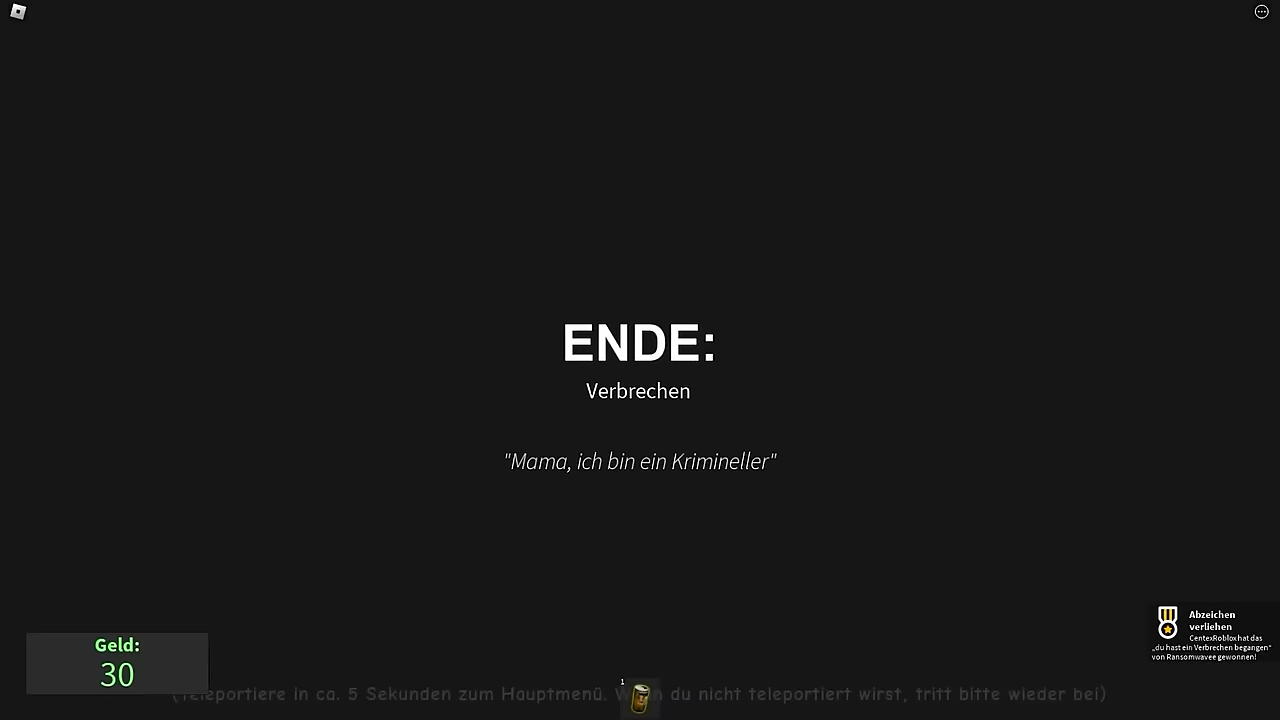 ENDE:
Verbrechen
"Mama, ich bin ein Krimineller"
Abzeichen
verliehen
CentexRoblox hat das
„du hast ein Verbrechen begangen“
von Ransomwavee gewonnen!
Geld:
30
1
(Teleportiere in ca. 5 Sekunden zum Hauptmenü. du nicht teleportiert wirst, tritt bitte wieder bei)